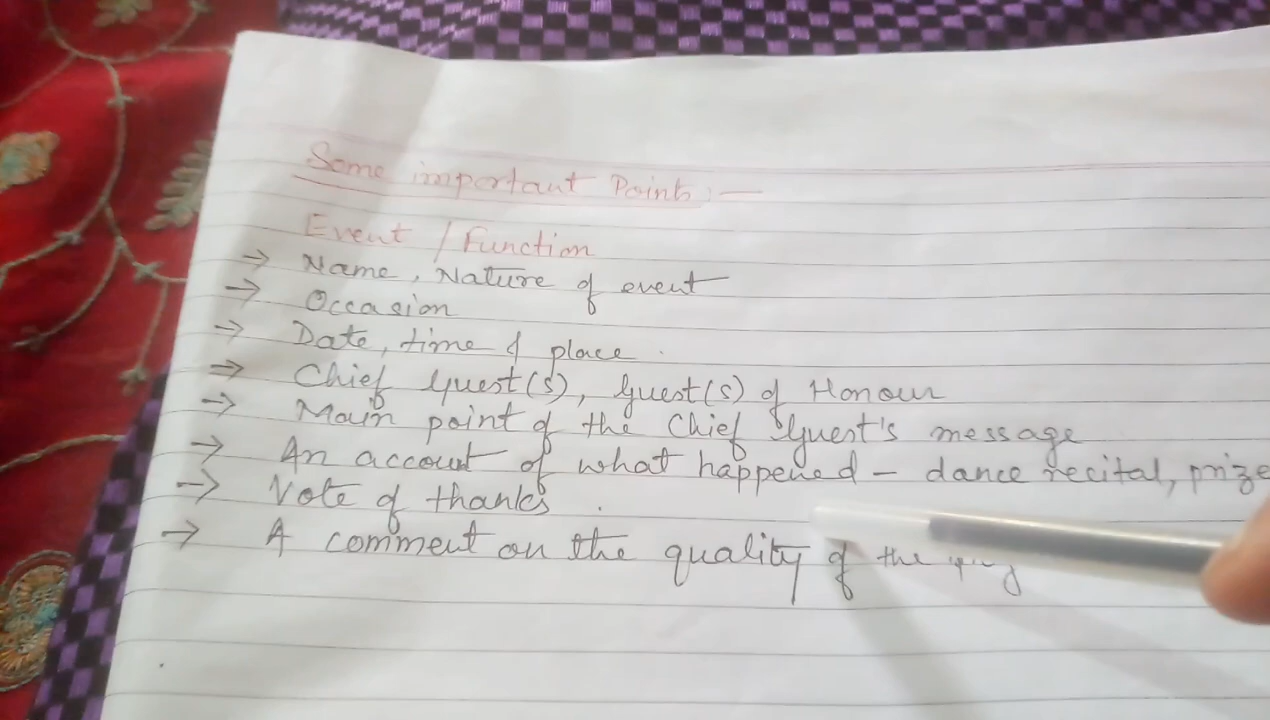 Some important Points :-
Event / Function
→ Name, Nature of event
→ Occasion
→ Date, time & place.
→ Chief Guest(s), Guest(s) of Honour
→ Main point of the Chief Guest's message
→ An account of what happened - dance recital, prize
→ Vote of thanks.
→ A comment on the quality of the